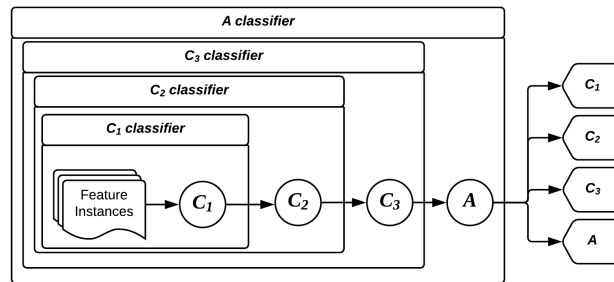 A classifier
C3 classifier
C2 classifier
C1 classifier
Feature
Instances
C1
C2
C3
A
C1
C2
C3
A